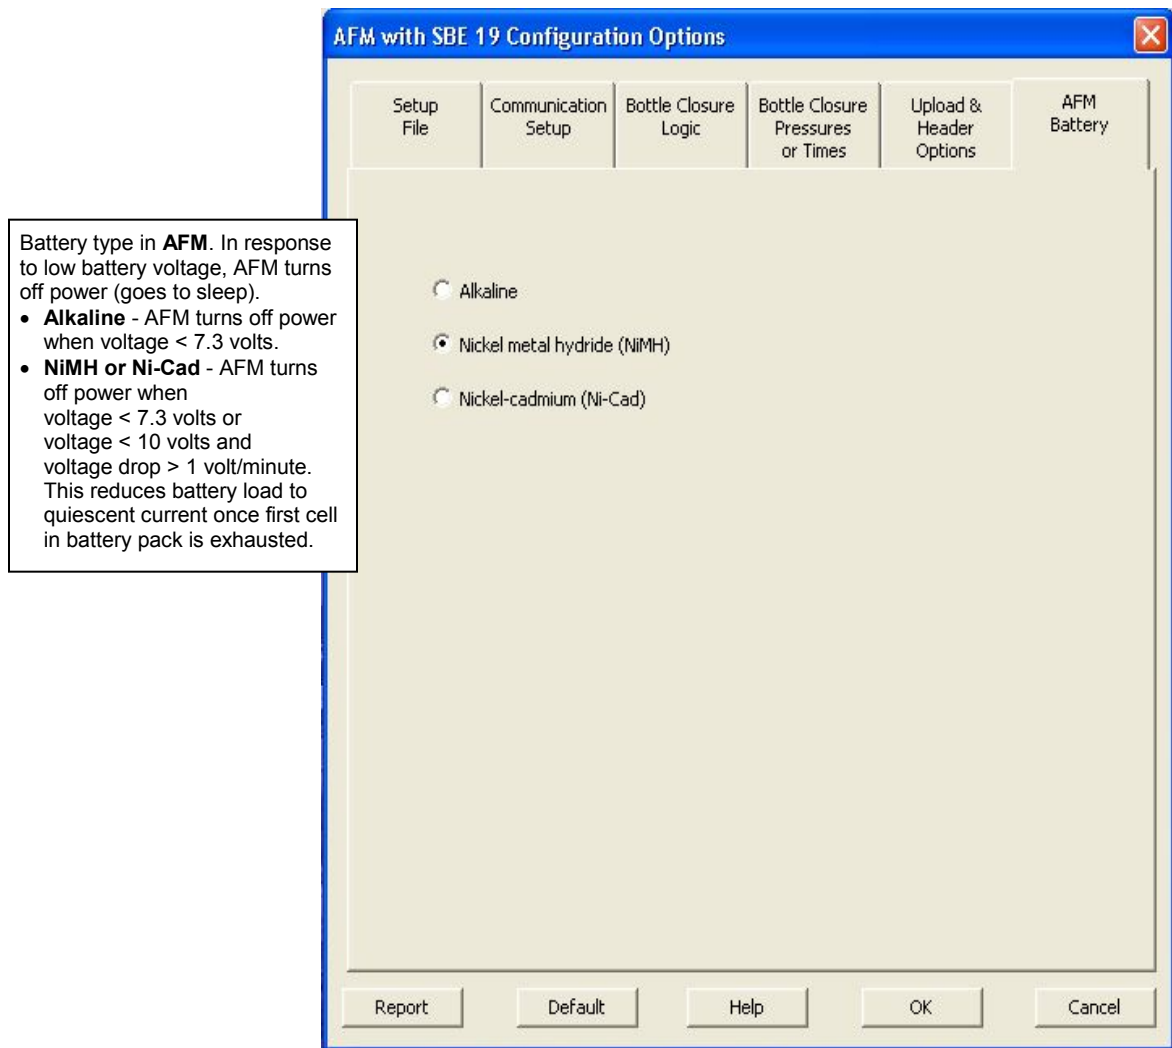 AFM with SBE 19 Configuration Options
Setup
File
Communication
Setup
Bottle Closure
Logic
Bottle Closure
Pressures
or Times
Upload &
Header
Options
AFM
Battery
Battery type in AFM. In response
to low battery voltage, AFM turns
off power (goes to sleep).
• Alkaline - AFM turns off power
when voltage < 7.3 volts.
• NiMH or Ni-Cad - AFM turns
off power when
voltage < 7.3 volts or
voltage < 10 volts and
voltage drop > 1 volt/minute.
This reduces battery load to
quiescent current once first cell
in battery pack is exhausted.
Alkaline
Nickel metal hydride (NiMH)
Nickel-cadmium (Ni-Cad)
Report
Default
Help
OK
Cancel